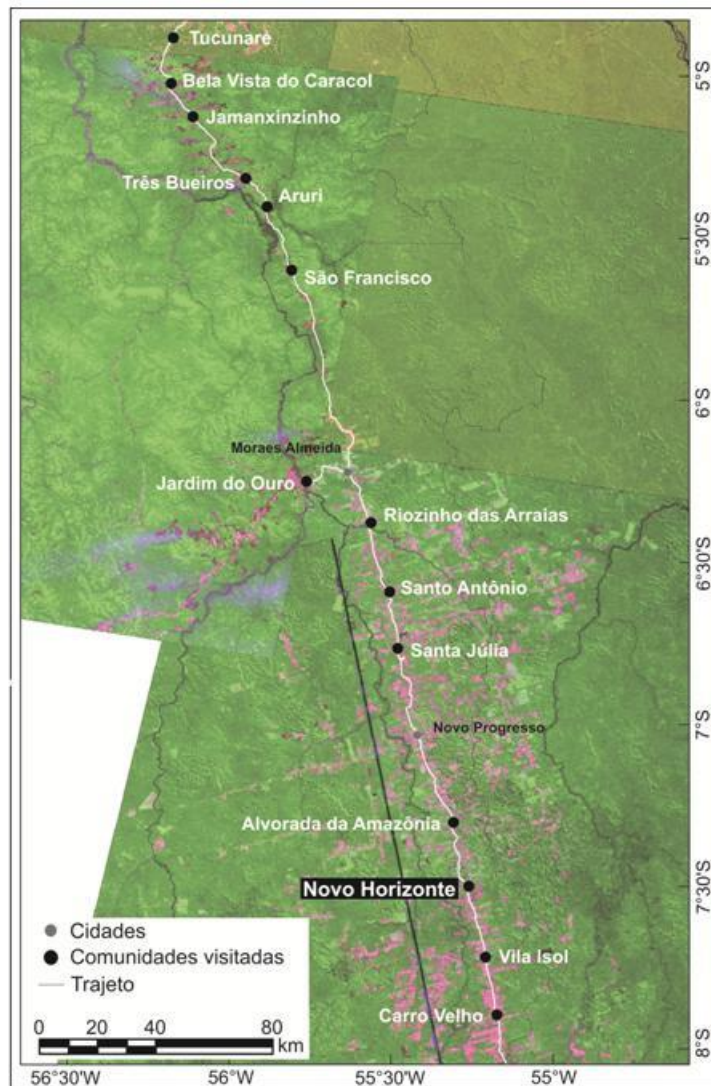 Tucunaré
Bela Vista do Caracol
5°S
Jamanxinzinho
Três Bueiros
Aruri
5°30'S
São Francisco
6°S
Moraes Almeida
Jardim do Ouro
Riozinho das Arraias
6°30'S
Santo Antônio
Santa Júlia
7°S
Novo Progresso
Alvorada da Amazônia
7°30'S
Novo Horizonte
Cidades
Comunidades visitadas
Vila Isol
Trajeto
Carro Velho
0 20 40 80
km
8°S
56°30'W 56°W 55°30'W 55°W